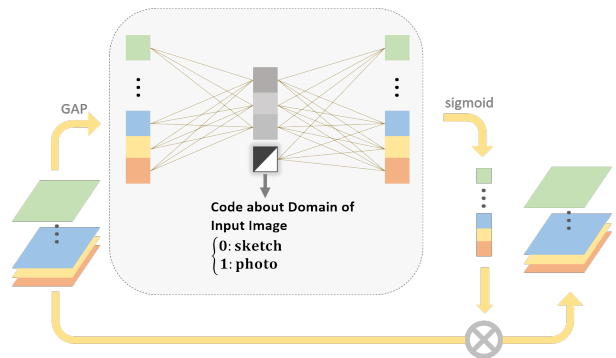 GAP
sigmoid
Code about Domain of
Input Image
0: sketch
1: photo